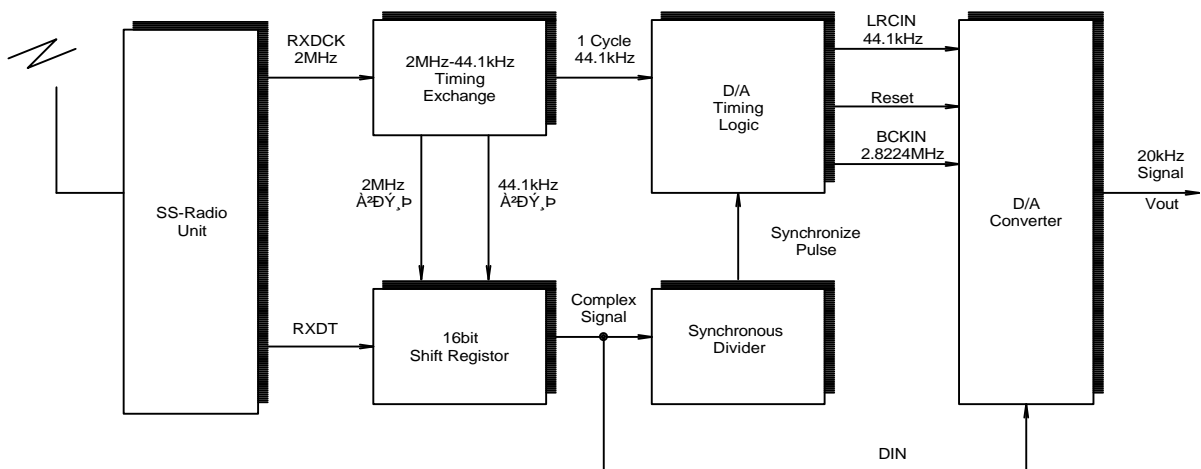 SS-Radio
Unit
RXDCK
2MHz
2MHz-44.1kHz
Timing
Exchange
1 Cycle
44.1kHz
D/A
Timing
Logic
LRCIN
44.1kHz
Reset
BCKIN
2.8224MHz
D/A
Converter
20kHz
Signal
Vout
2MHz
À²ÐÝ¸Þ
44.1kHz
À²ÐÝ¸Þ
Synchronize
Pulse
RXDT
16bit
Shift Registor
Complex
Signal
Synchronous
Divider
DIN